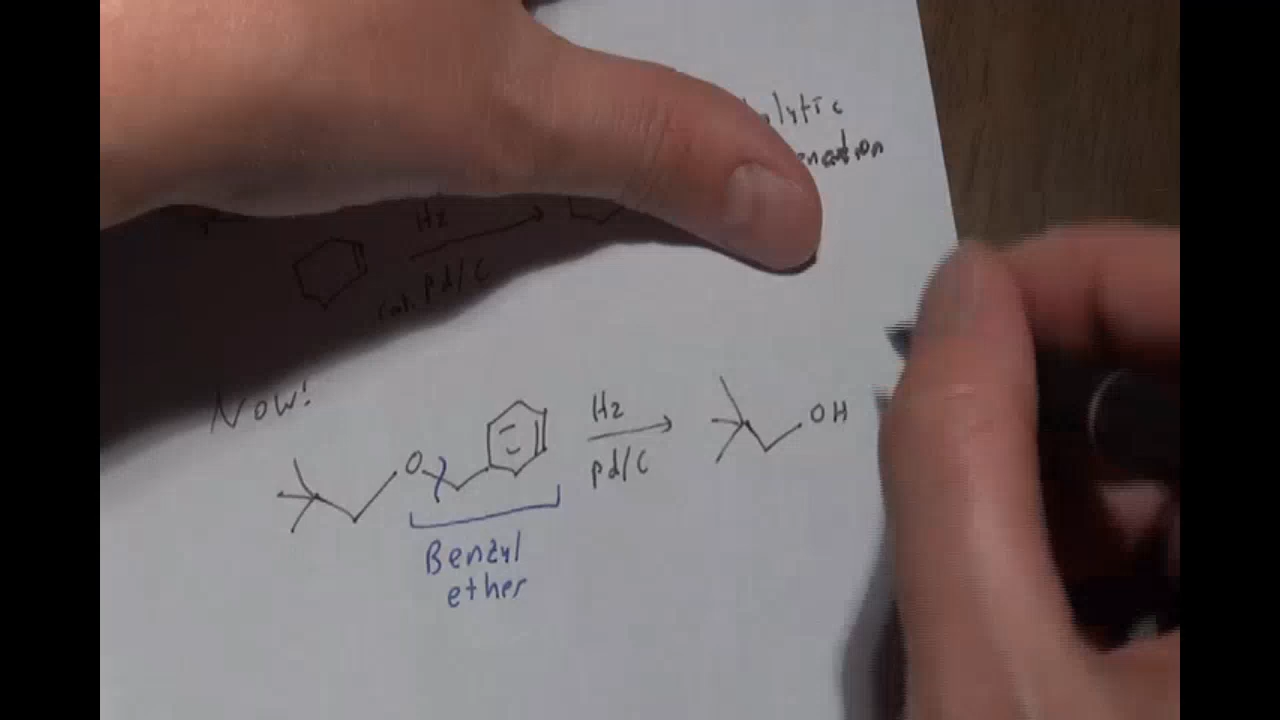 H2
cat. Pd/C
Now!
O
H2
Pd/C
OH
Benzyl
ether